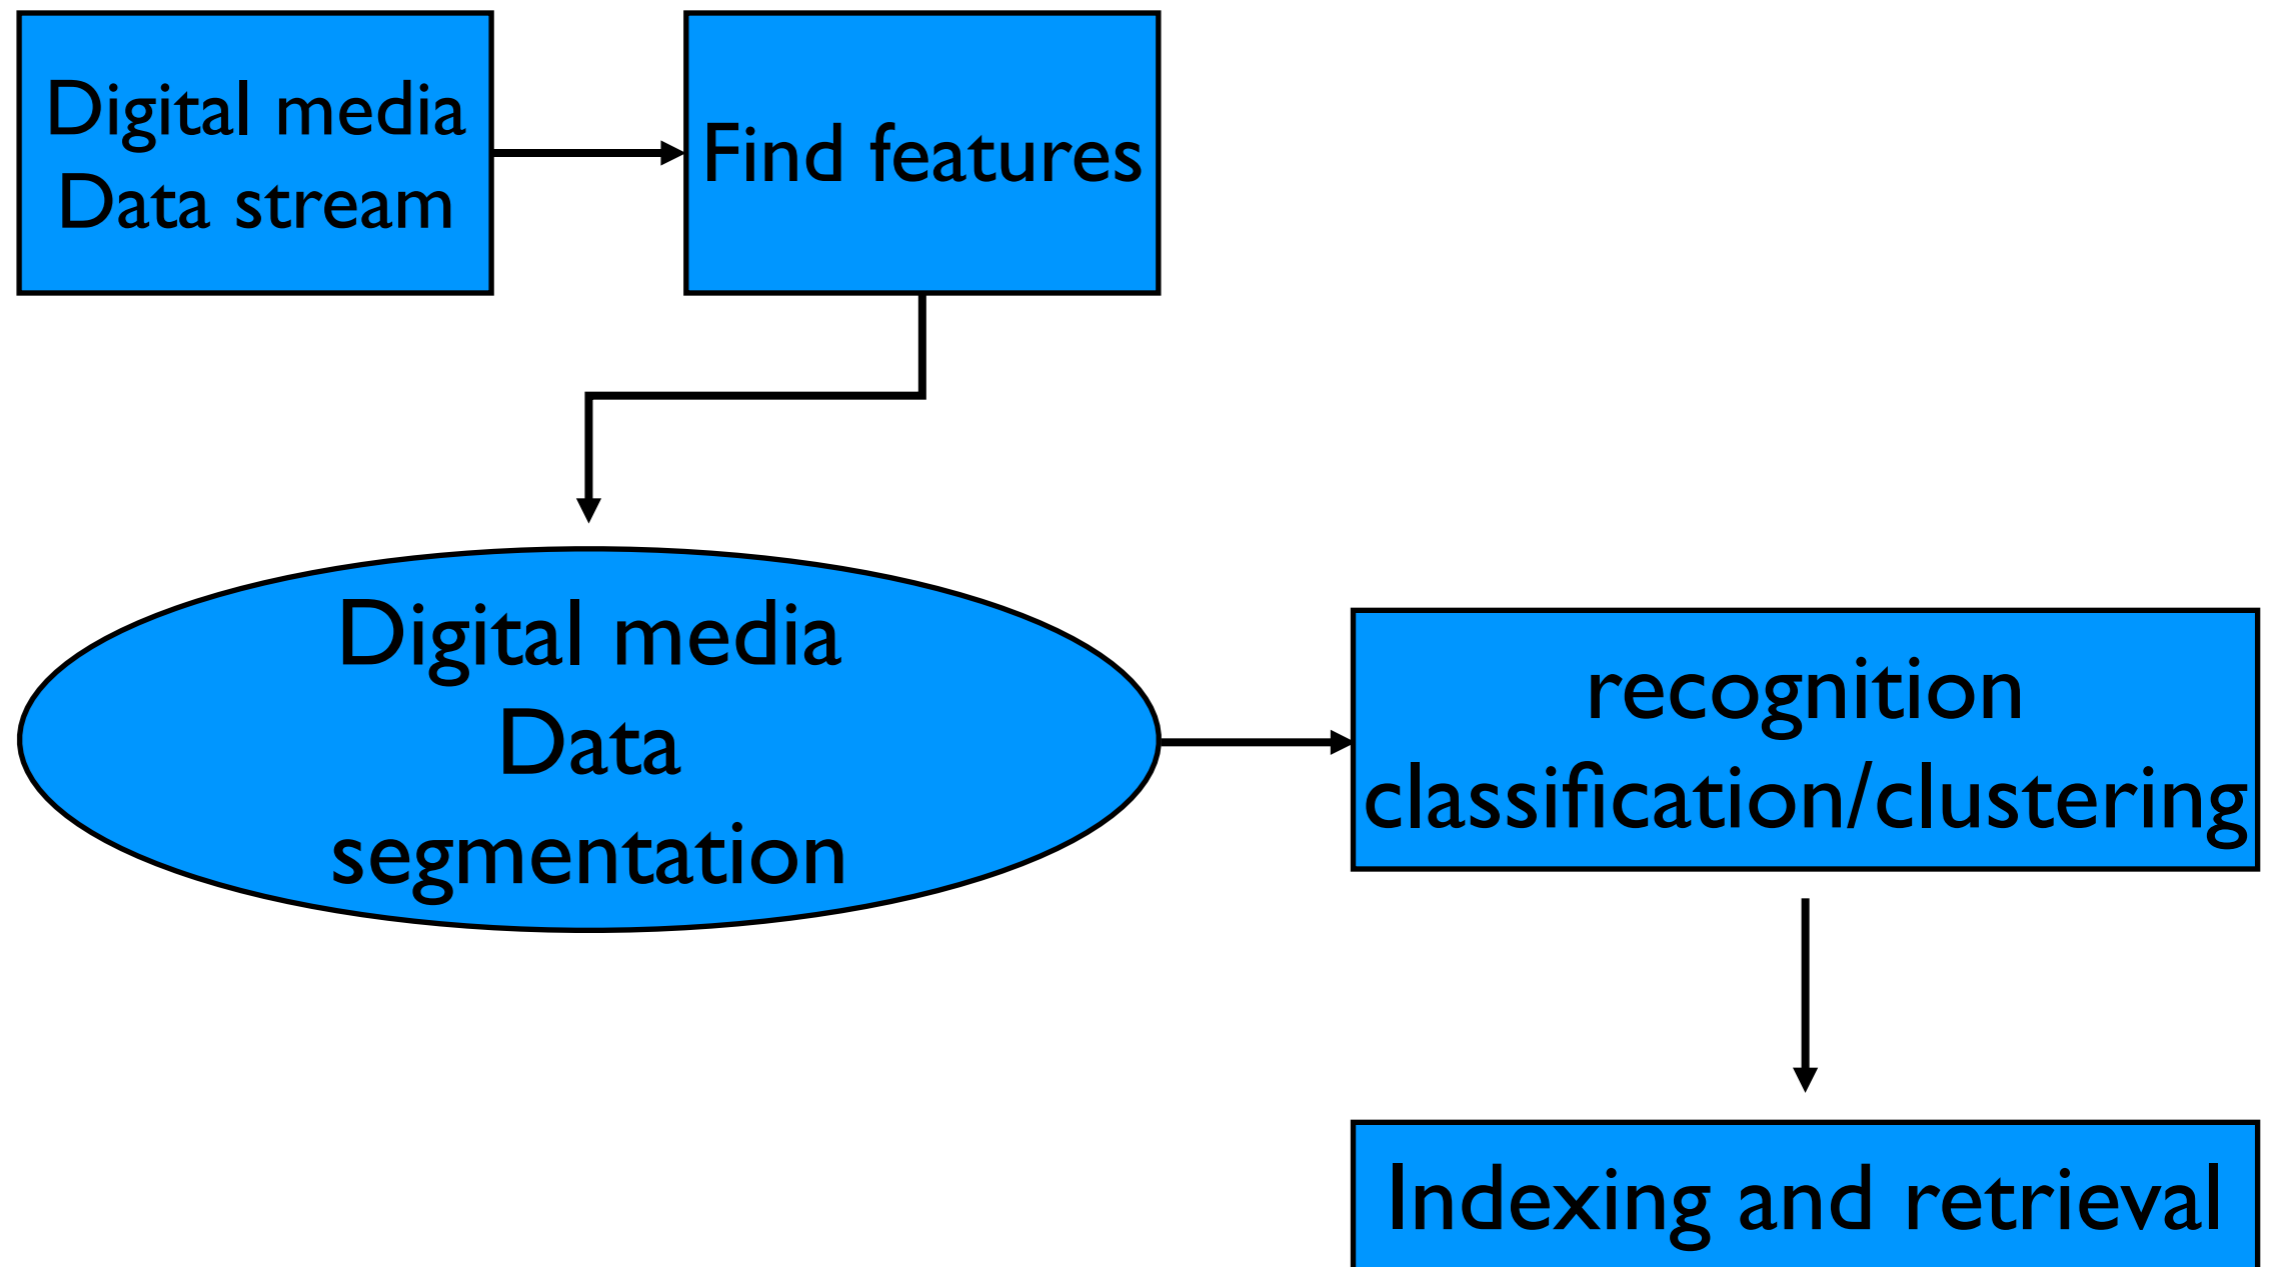 Digital media
Data stream
Find features
Digital media
Data
segmentation
recognition
classification/clustering
Indexing and retrieval